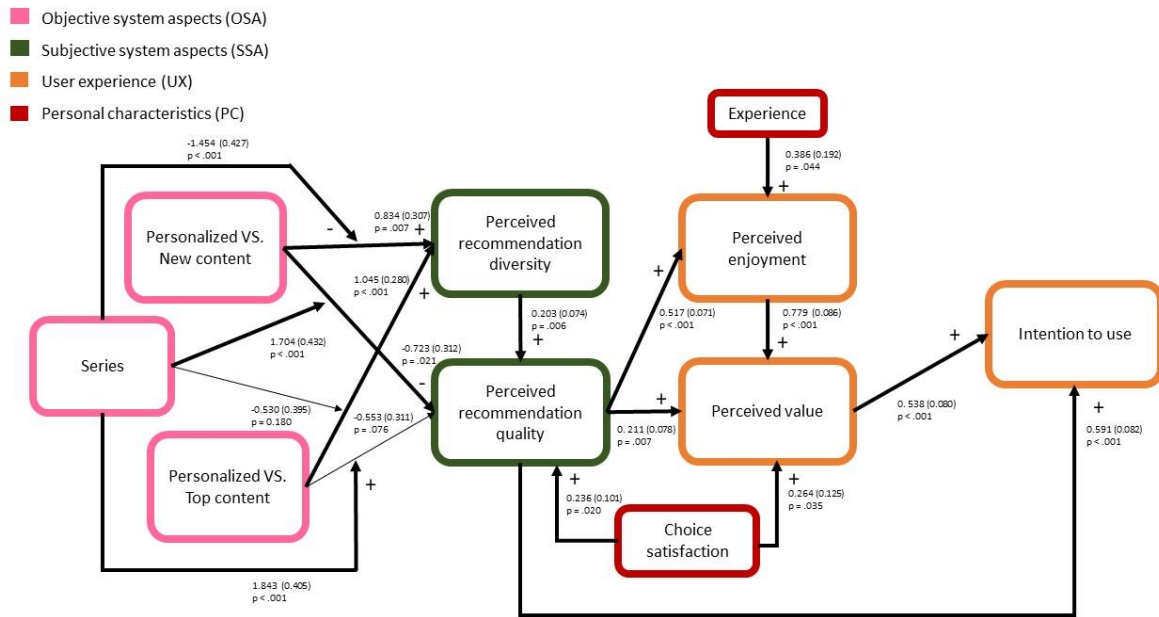 Objective system aspects (OSA)
Subjective system aspects (SSA)
User experience (UX)
Personal characteristics (PC)
Experience
-1.454 (0.427)
p < .001
0.386 (0.192)
p = .044
+
Personalized VS.
New content
-
0.834 (0.307)
p = .007
+
Perceived
recommendation
diversity
Perceived
enjoyment
+
1.045 (0.280)
p < .001
+
0.203 (0.074)
p = .006
+
0.517 (0.071)
p < .001
0.779 (0.086)
p < .001
+
+
Intention to use
Series
1.704 (0.432)
p < .001
-0.723 (0.312)
p = .021
-
Perceived
recommendation
quality
+
0. 211 (0.078)
p = .007
Perceived value
0.538 (0.080)
p < .001
+
0.591 (0.082)
p < .001
-0.530 (0.395)
p = 0.180
-0.553 (0.311)
p = .076
Personalized VS.
Top content
+
+
0.236 (0.101)
p = .020
+
0.264 (0.125)
p = .035
Choice
satisfaction
1.843 (0.405)
p < .001